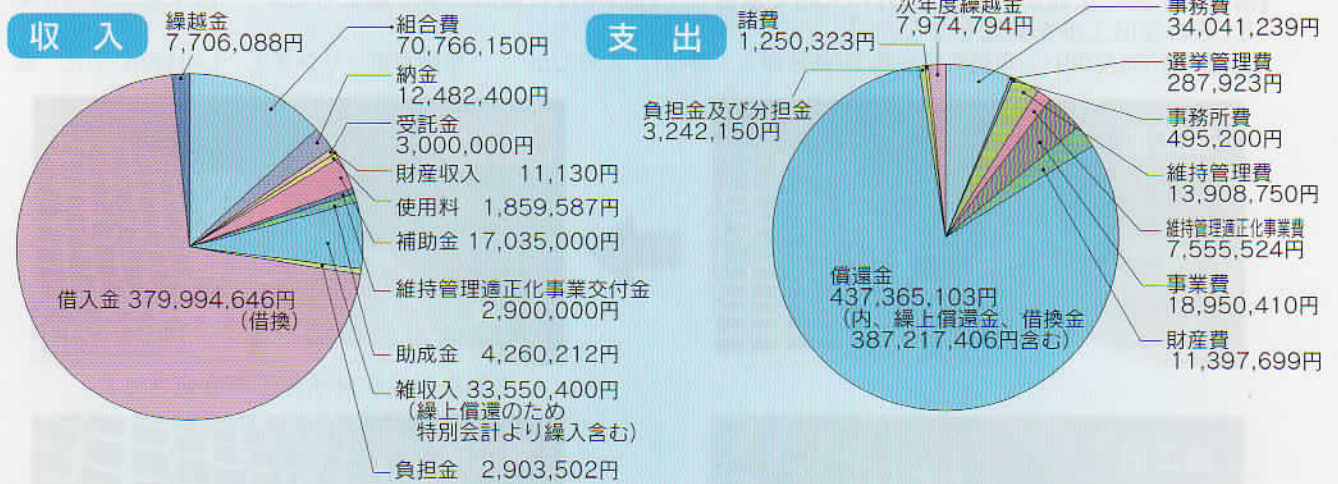 収 入
繰越金
7,706,088円
組合費
70,766,150円
納金
12,482,400円
受託金
3,000,000円
財産収入 11,130円
使用料 1,859,587円
補助金 17,035,000円
維持管理適正化事業交付金
2,900,000円
助成金 4,260,212円
雑収入 33,550,400円
(繰上償還のため
特別会計より繰入含む)
負担金 2,903,502円
借入金 379,994,646円
(借換)
支 出
諸費
1,250,323円
次年度繰越金
7,974,794円
事務費
34,041,239円
選挙管理費
287,923円
事務所費
495,200円
維持管理費
13,908,750円
維持管理適正化事業費
7,555,524円
事業費
18,950,410円
財産費
11,397,699円
負担金及び分担金
3,242,150円
償還金
437,365,103円
(内、繰上償還金、借換金
387,217,406円含む)